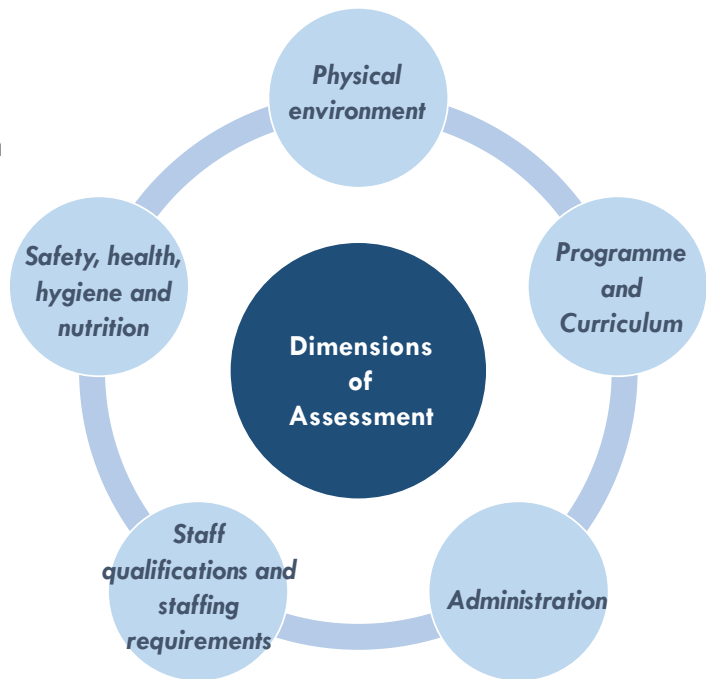 Physical
environment
Programme
and
Curriculum
Administration
Staff
qualifications and
staffing
requirements
Safety, health,
hygiene and
nutrition
Dimensions
of
Assessment